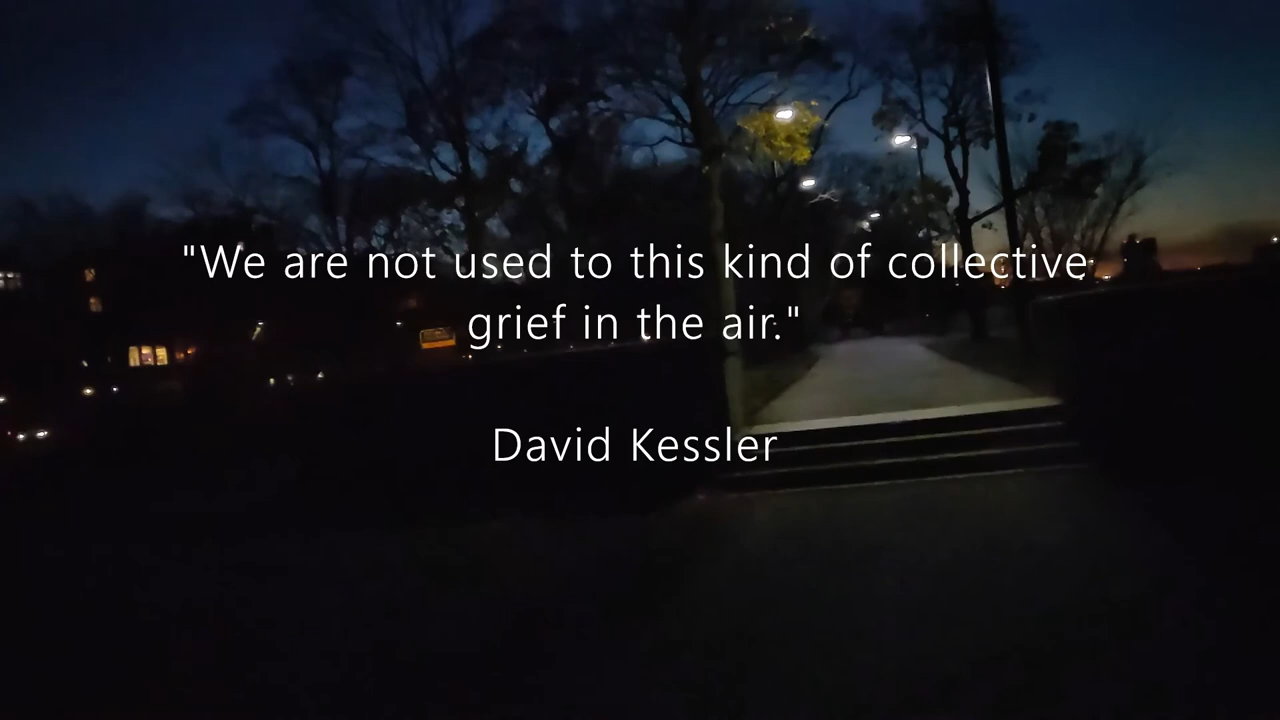 "We are not used to this kind of collective
grief in the air."
David Kessler